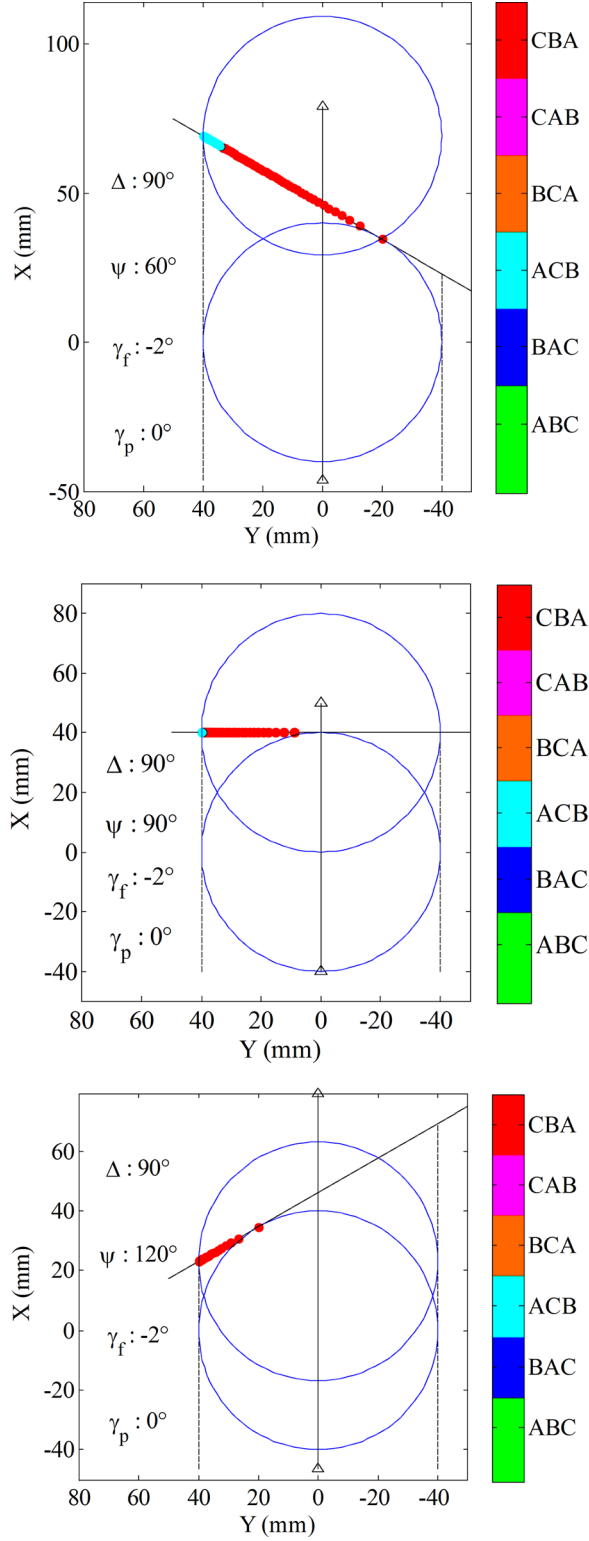 100
50
0
-50
X (mm)
Δ : 90°
ψ : 60°
γf : -2°
γp : 0°
80 60 40 20 0 -20 -40
Y (mm)
CBA
CAB
BCA
ACB
BAC
ABC
80
60
40
20
0
-20
-40
X (mm)
Δ : 90°
ψ : 90°
γf : -2°
γp : 0°
80 60 40 20 0 -20 -40
Y (mm)
CBA
CAB
BCA
ACB
BAC
ABC
60
40
20
0
-20
-40
X (mm)
Δ : 90°
ψ : 120°
γf : -2°
γp : 0°
80 60 40 20 0 -20 -40
Y (mm)
CBA
CAB
BCA
ACB
BAC
ABC